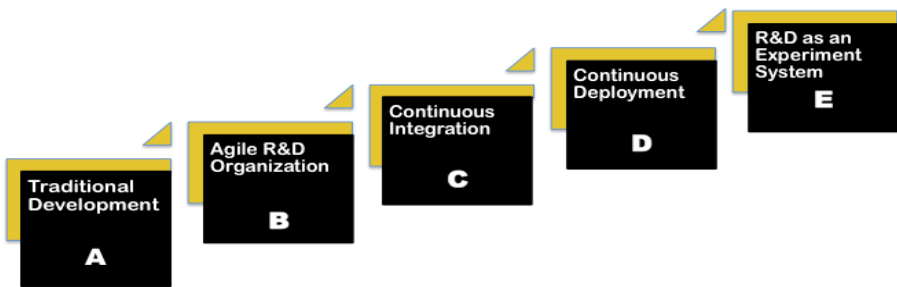 Traditional
Development
A
Agile R&D
Organization
B
Continuous
Integration
C
Continuous
Deployment
D
R&D as an
Experiment
System
E